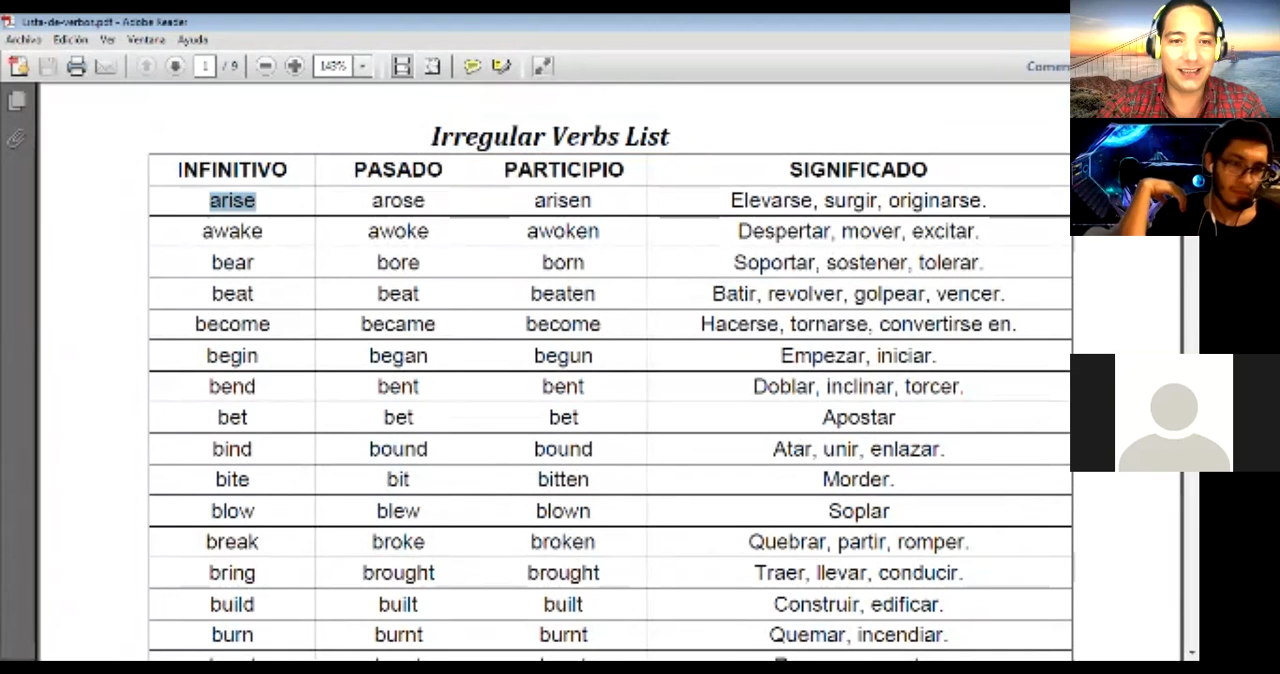 Lista-de-verbos.pdf - Adobe Reader
Archivo Edición Ver Ventana Ayuda
1 / 9 143% Comen
Irregular Verbs List
INFINITIVO PASADO PARTICIPIO SIGNIFICADO
arise arose arisen Elevarse, surgir, originarse.
awake awoke awoken Despertar, mover, excitar.
bear bore born Soportar, sostener, tolerar.
beat beat beaten Batir, revolver, golpear, vencer.
become became become Hacerse, tornarse, convertirse en.
begin began begun Empezar, iniciar.
bend bent bent Doblar, inclinar, torcer.
bet bet bet Apostar
bind bound bound Atar, unir, enlazar.
bite bit bitten Morder.
blow blew blown Soplar
break broke broken Quebrar, partir, romper.
bring brought brought Traer, llevar, conducir.
build built built Construir, edificar.
burn burnt burnt Quemar, incendiar.